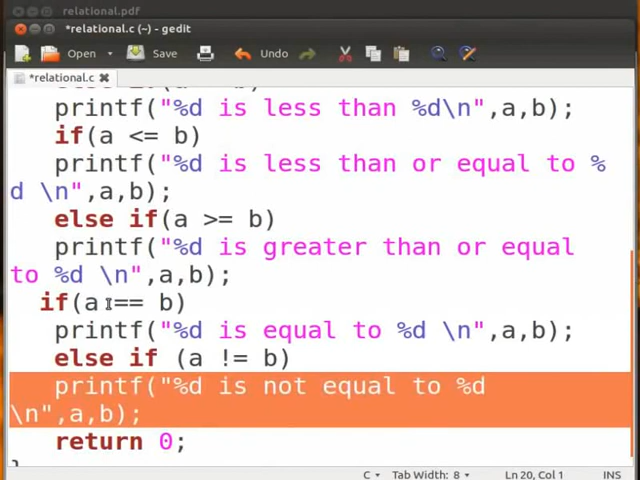 relational.pdf
*relational.c (~) - gedit
Open Save Undo
*relational.c
else if(a b)
printf("%d is less than %d\n",a,b);
if(a <= b)
printf("%d is less than or equal to %
d \n",a,b);
else if(a >= b)
printf("%d is greater than or equal
to %d \n",a,b);
if(a == b)
printf("%d is equal to %d \n",a,b);
else if (a != b)
printf("%d is not equal to %d
\n",a,b);
return 0;
}
C Tab Width: 8 Ln 20, Col 1 INS